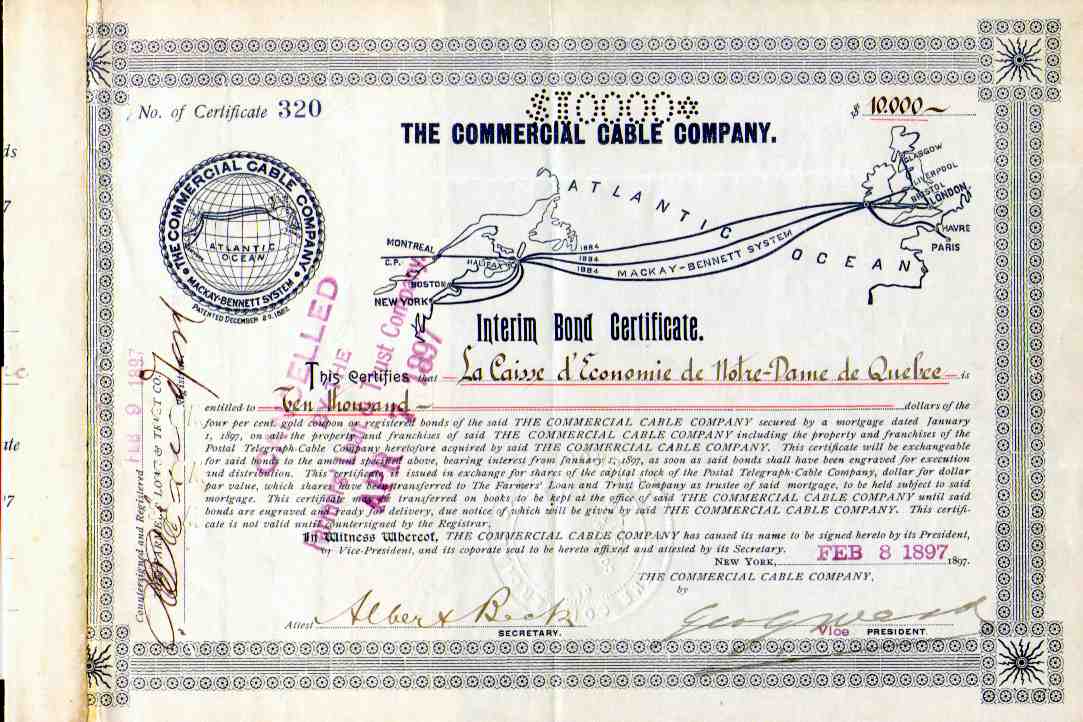 No. of Certificate 320
$10000*
$ 10.000
THE COMMERCIAL CABLE COMPANY.
THE COMMERCIAL CABLE COMPANY
ATLANTIC OCEAN
MACKAY-BENNETT SYSTEM
PATENTED DECEMBER
ATLANTIC OCEAN
GLASGOW
LIVERPOOL
BRISTOL
LONDON
HAVRE
PARIS
MONTREAL
C.P.
HALIFAX
BOSTON
NEW YORK
1884
1884
1884
MACKAY-BENNETT SYSTEM
Interim Bond Certificate.
This Certifies that La Caisse d'Economie de Notre-Dame de Quebec is
entitled to Ten Thousand dollars of the
four per cent. gold coupon or registered bonds of the said THE COMMERCIAL CABLE COMPANY secured by a mortgage dated January
1, 1897, on all the property and franchises of said THE COMMERCIAL CABLE COMPANY including the property and franchises of the
Postal Telegraph-Cable Company heretofore acquired by said THE COMMERCIAL CABLE COMPANY. This certificate will be exchangeable
for said bonds to the amount specified above, bearing interest from January 1, 1897, as soon as said bonds shall have been engraved for execution
and distribution. This certificate is issued in exchange for shares of the capital stock of the Postal Telegraph-Cable Company, dollar for dollar
par value, which shares have been transferred to The Farmers' Loan and Trust Company as trustee of said mortgage, to be held subject to said
mortgage. This certificate may be transferred on books to be kept at the office of said THE COMMERCIAL CABLE COMPANY until said
bonds are engraved and ready for delivery, due notice of which will be given by said THE COMMERCIAL CABLE COMPANY. This certifi-
cate is not valid until countersigned by the Registrar.
In Witness Whereof, THE COMMERCIAL CABLE COMPANY has caused its name to be signed hereto by its President,
or Vice-President, and its coporate seal to be hereto affixed and attested by its Secretary.
NEW YORK, FEB 8 1897 1897.
THE COMMERCIAL CABLE COMPANY,
by
Attest Albert Beck
SECRETARY.
Geo G Ward
Vice PRESIDENT
CANCELLED
BY THE
Farmers' Loan & Trust Company
APR 1897
Countersigned and Registered
FEB 9 1897
FARMERS' LOAN & TRUST CO.